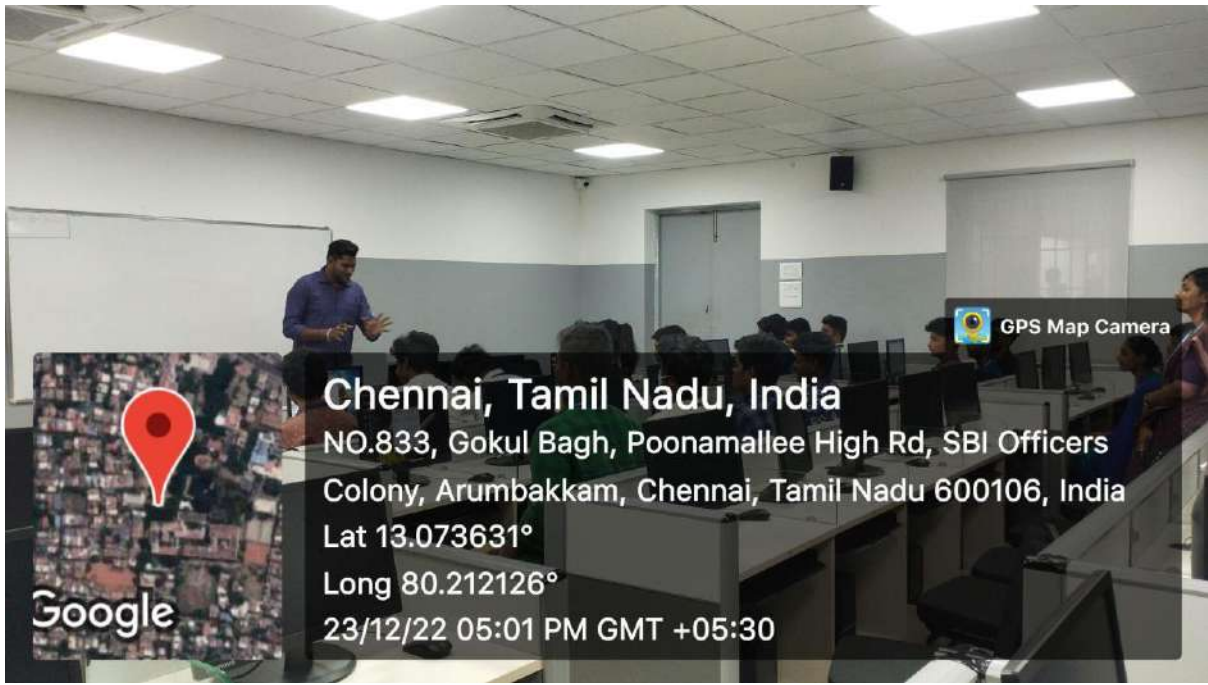 GPS Map Camera
Chennai, Tamil Nadu, India
NO.833, Gokul Bagh, Poonamallee High Rd, SBI Officers
Colony, Arumbakkam, Chennai, Tamil Nadu 600106, India
Lat 13.073631°
Long 80.212126°
23/12/22 05:01 PM GMT +05:30
Google